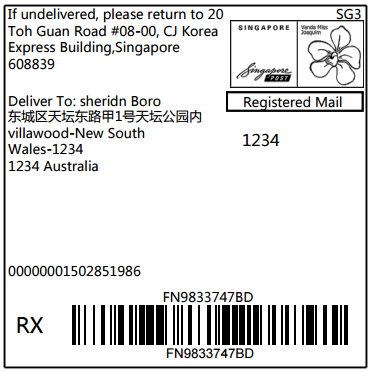 If undelivered, please return to 20
Toh Guan Road #08-00, CJ Korea
Express Building,Singapore
608839
SG3
SINGAPORE
Vanda Miss
Joaquim
Singapore
POST
Registered Mail
1234
Deliver To: sheridn Boro
东城区天坛东路甲1号天坛公园内
villawood-New South
Wales-1234
1234 Australia
00000001502851986
FN9833747BD
RX
FN9833747BD